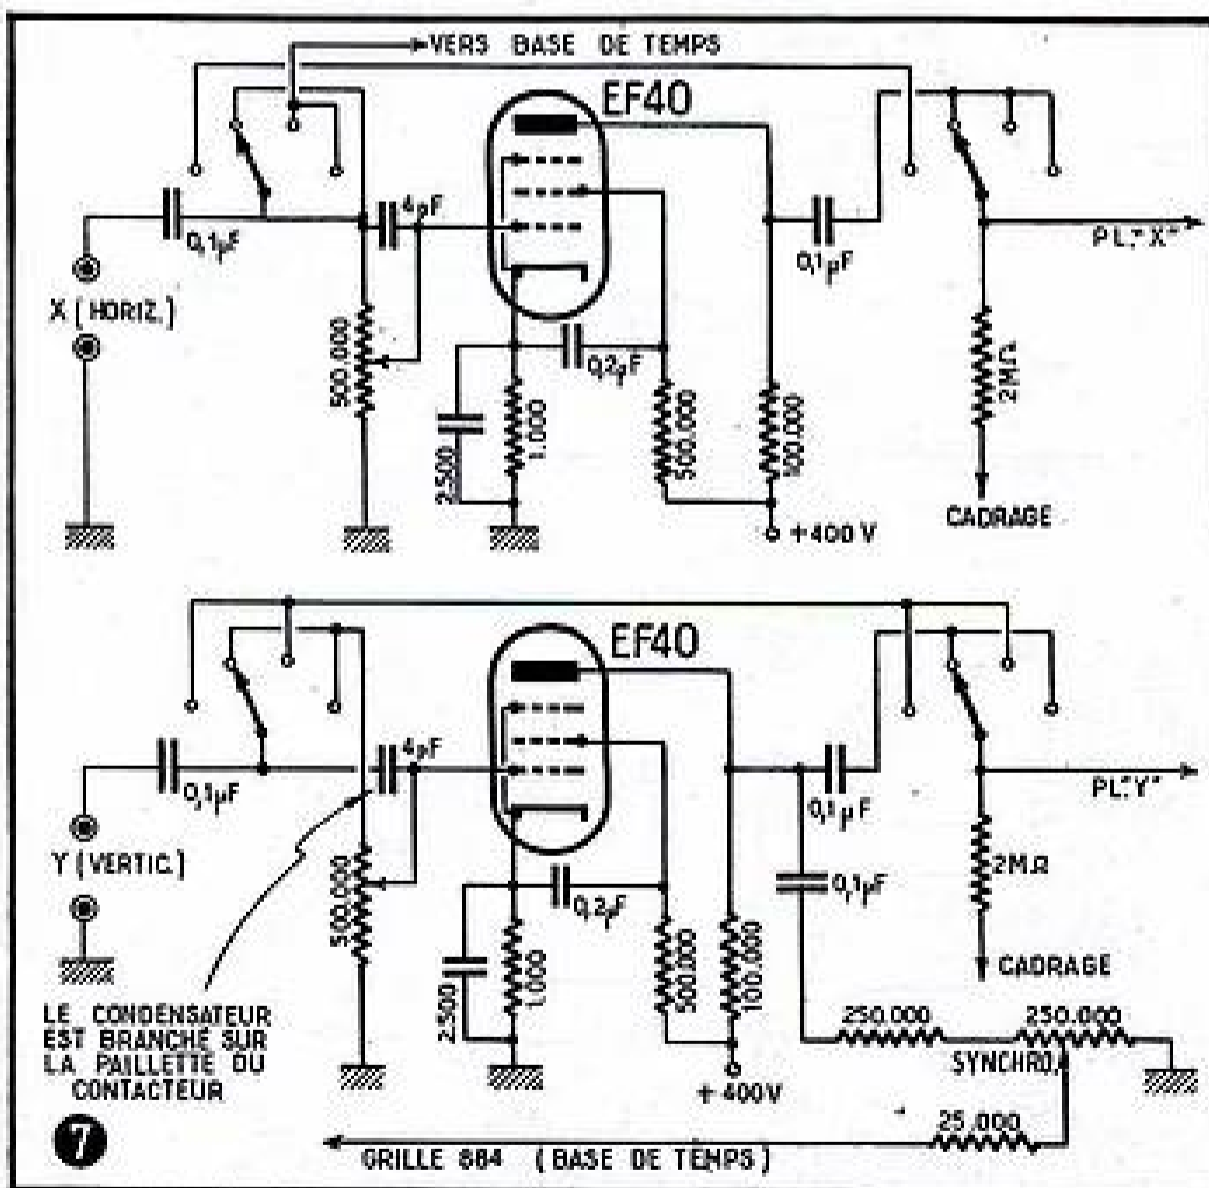 VERS BASE DE TEMPS
EF40
4pF
0,1µF
0,1µF
PL."X"
X (HORIZ.)
500.000
0,2µF
2MΩ
2.500
1.000
500.000
100.000
CADRAGE
+400V
EF40
4pF
0,1µF
0,1µF
PL."Y"
Y (VERTIC.)
500.000
0,2µF
0,1µF
2MΩ
2.500
1.000
500.000
100.000
CADRAGE
LE CONDENSATEUR
EST BRANCHÉ SUR
LA PAILLETTE DU
CONTACTEUR
250.000
250.000
SYNCHRO.
+400V
25.000
7
GRILLE 884 (BASE DE TEMPS)